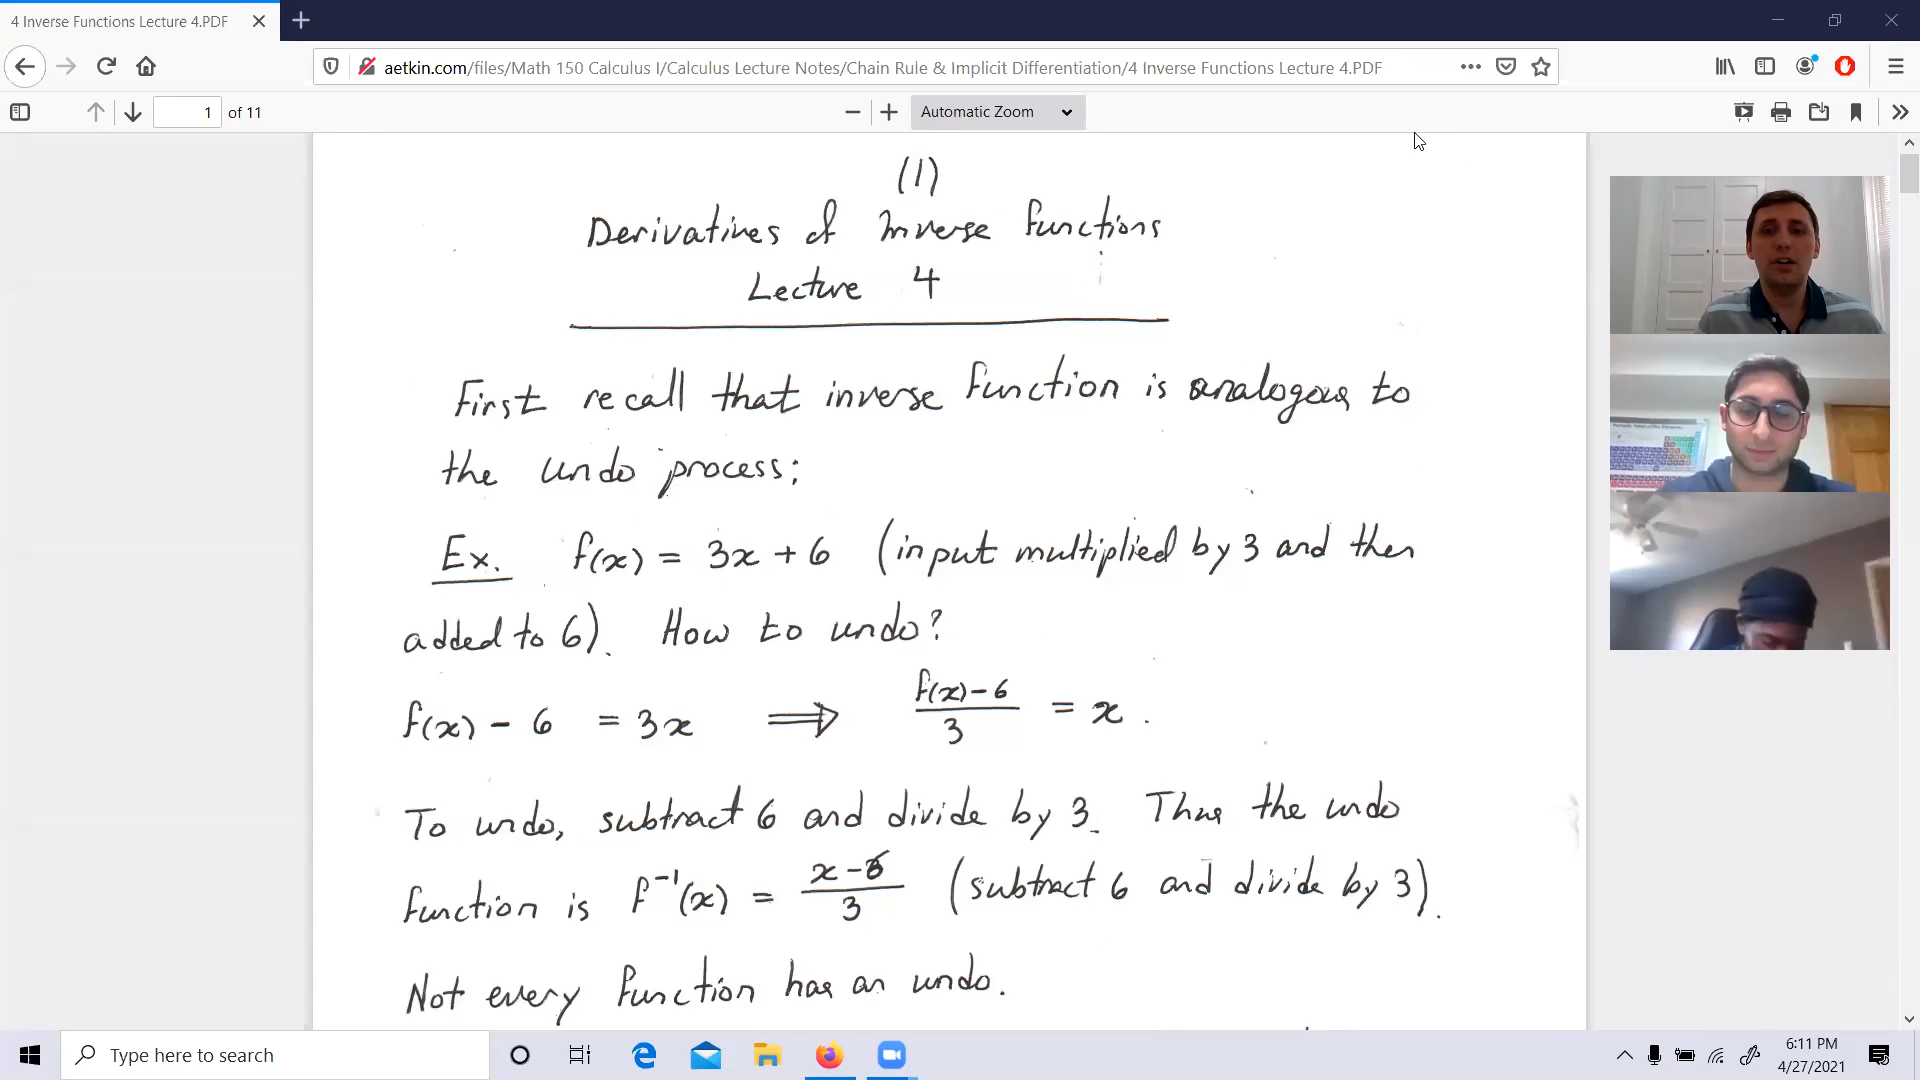 4 Inverse Functions Lecture 4.PDF
aetkin.com/files/Math 150 Calculus I/Calculus Lecture Notes/Chain Rule & Implicit Differentiation/4 Inverse Functions Lecture 4.PDF
1 of 11
Automatic Zoom
(1)
Derivatives of Inverse Functions
Lecture 4
First recall that inverse function is analogous to
the undo process;
Ex. f(x) = 3x + 6 (input multiplied by 3 and then
added to 6). How to undo?
f(x) - 6 = 3x ⟹ (f(x)-6)/3 = x.
To undo, subtract 6 and divide by 3. Thus the undo
function is f⁻¹(x) = (x-6)/3 (subtract 6 and divide by 3).
Not every function has an undo.
Type here to search
6:11 PM
4/27/2021